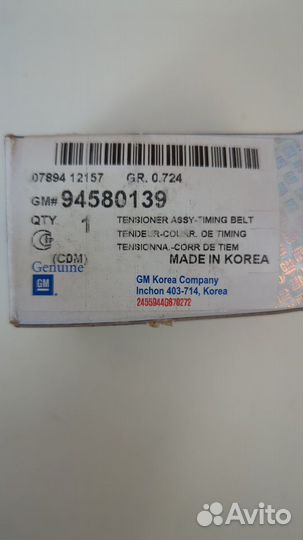 07894 12157 GR. 0.724
GM# 94580139
QTY. 1 TENSIONER ASSY-TIMING BELT
TENDEUR-COURR. DE TIMING
TENSIONNA.-CORR DE TIEM
(CDM) MADE IN KOREA
Genuine
GM
GM Korea Company
Inchon 403-714, Korea
Avito